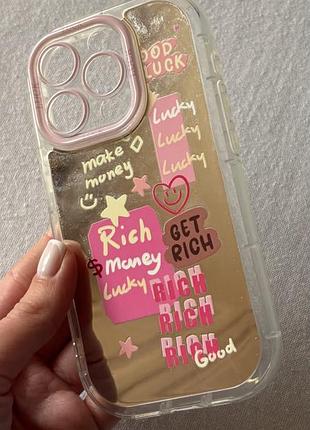 GOOD
LUCK
Lucky
Lucky
Lucky
make
money
Rich
$ Money
Lucky
GET
RICH
RICH
RICH
RICH
Good